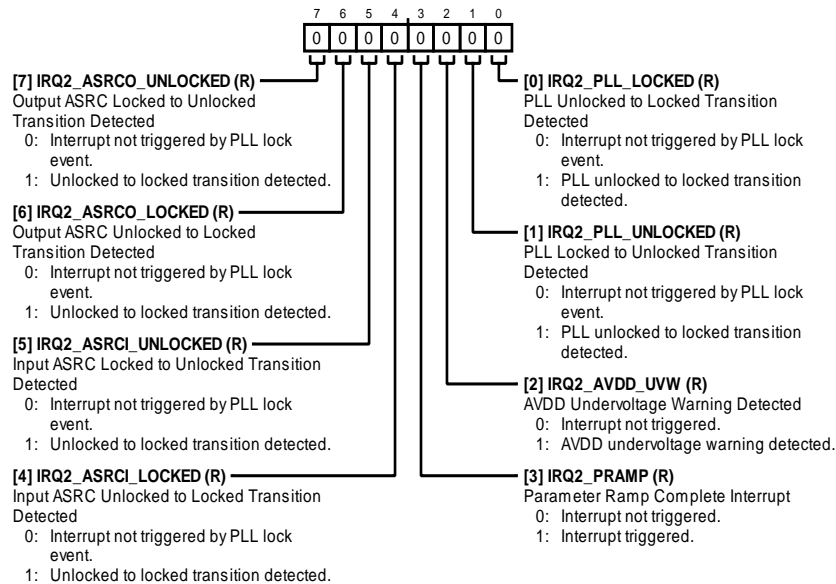 7 6 5 4 3 2 1 0
0 0 0 0 0 0 0 0
[7] IRQ2_ASRCO_UNLOCKED (R)
Output ASRC Locked to Unlocked
Transition Detected
0: Interrupt not triggered by PLL lock
event.
1: Unlocked to locked transition detected.
[6] IRQ2_ASRCO_LOCKED (R)
Output ASRC Unlocked to Locked
Transition Detected
0: Interrupt not triggered by PLL lock
event.
1: Unlocked to locked transition detected.
[5] IRQ2_ASRCI_UNLOCKED (R)
Input ASRC Locked to Unlocked Transition
Detected
0: Interrupt not triggered by PLL lock
event.
1: Unlocked to locked transition detected.
[4] IRQ2_ASRCI_LOCKED (R)
Input ASRC Unlocked to Locked Transition
Detected
0: Interrupt not triggered by PLL lock
event.
1: Unlocked to locked transition detected.
[0] IRQ2_PLL_LOCKED (R)
PLL Unlocked to Locked Transition
Detected
0: Interrupt not triggered by PLL lock
event.
1: PLL unlocked to locked transition
detected.
[1] IRQ2_PLL_UNLOCKED (R)
PLL Locked to Unlocked Transition
Detected
0: Interrupt not triggered by PLL lock
event.
1: PLL unlocked to locked transition
detected.
[2] IRQ2_AVDD_UVW (R)
AVDD Undervoltage Warning Detected
0: Interrupt not triggered.
1: AVDD undervoltage warning detected.
[3] IRQ2_PRAMP (R)
Parameter Ramp Complete Interrupt
0: Interrupt not triggered.
1: Interrupt triggered.